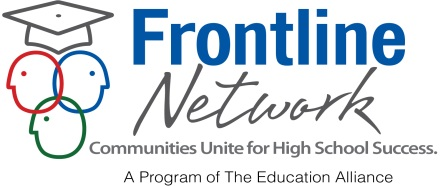 Frontline
Network
Communities Unite for High School Success.
A Program of The Education Alliance